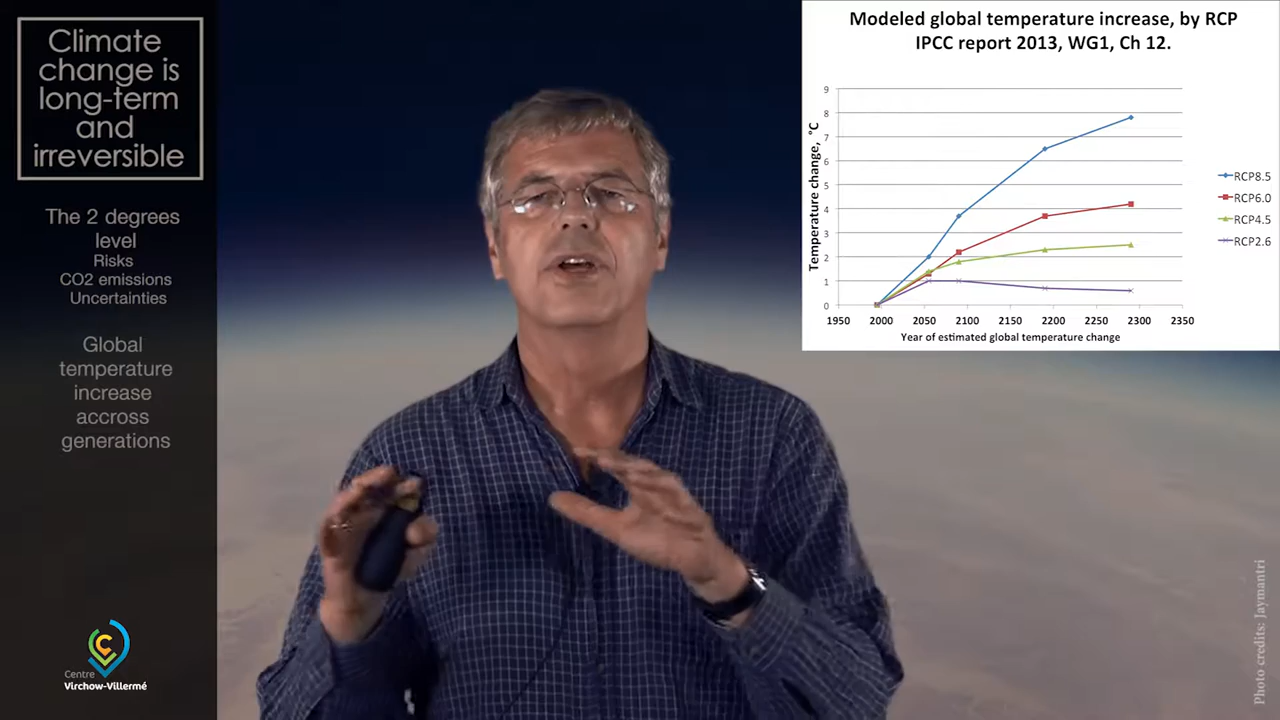 Climate
change is
long-term
and
irreversible
The 2 degrees
level
Risks
CO2 emissions
Uncertainties
Global
temperature
increase
accross
generations
Centre
Virchow-Villermé
Modeled global temperature increase, by RCP
IPCC report 2013, WG1, Ch 12.
Temperature change, °C
9
8
7
6
5
4
3
2
1
0
1950 2000 2050 2100 2150 2200 2250 2300 2350
Year of estimated global temperature change
RCP8.5
RCP6.0
RCP4.5
RCP2.6
Photo credits: Jaymantri